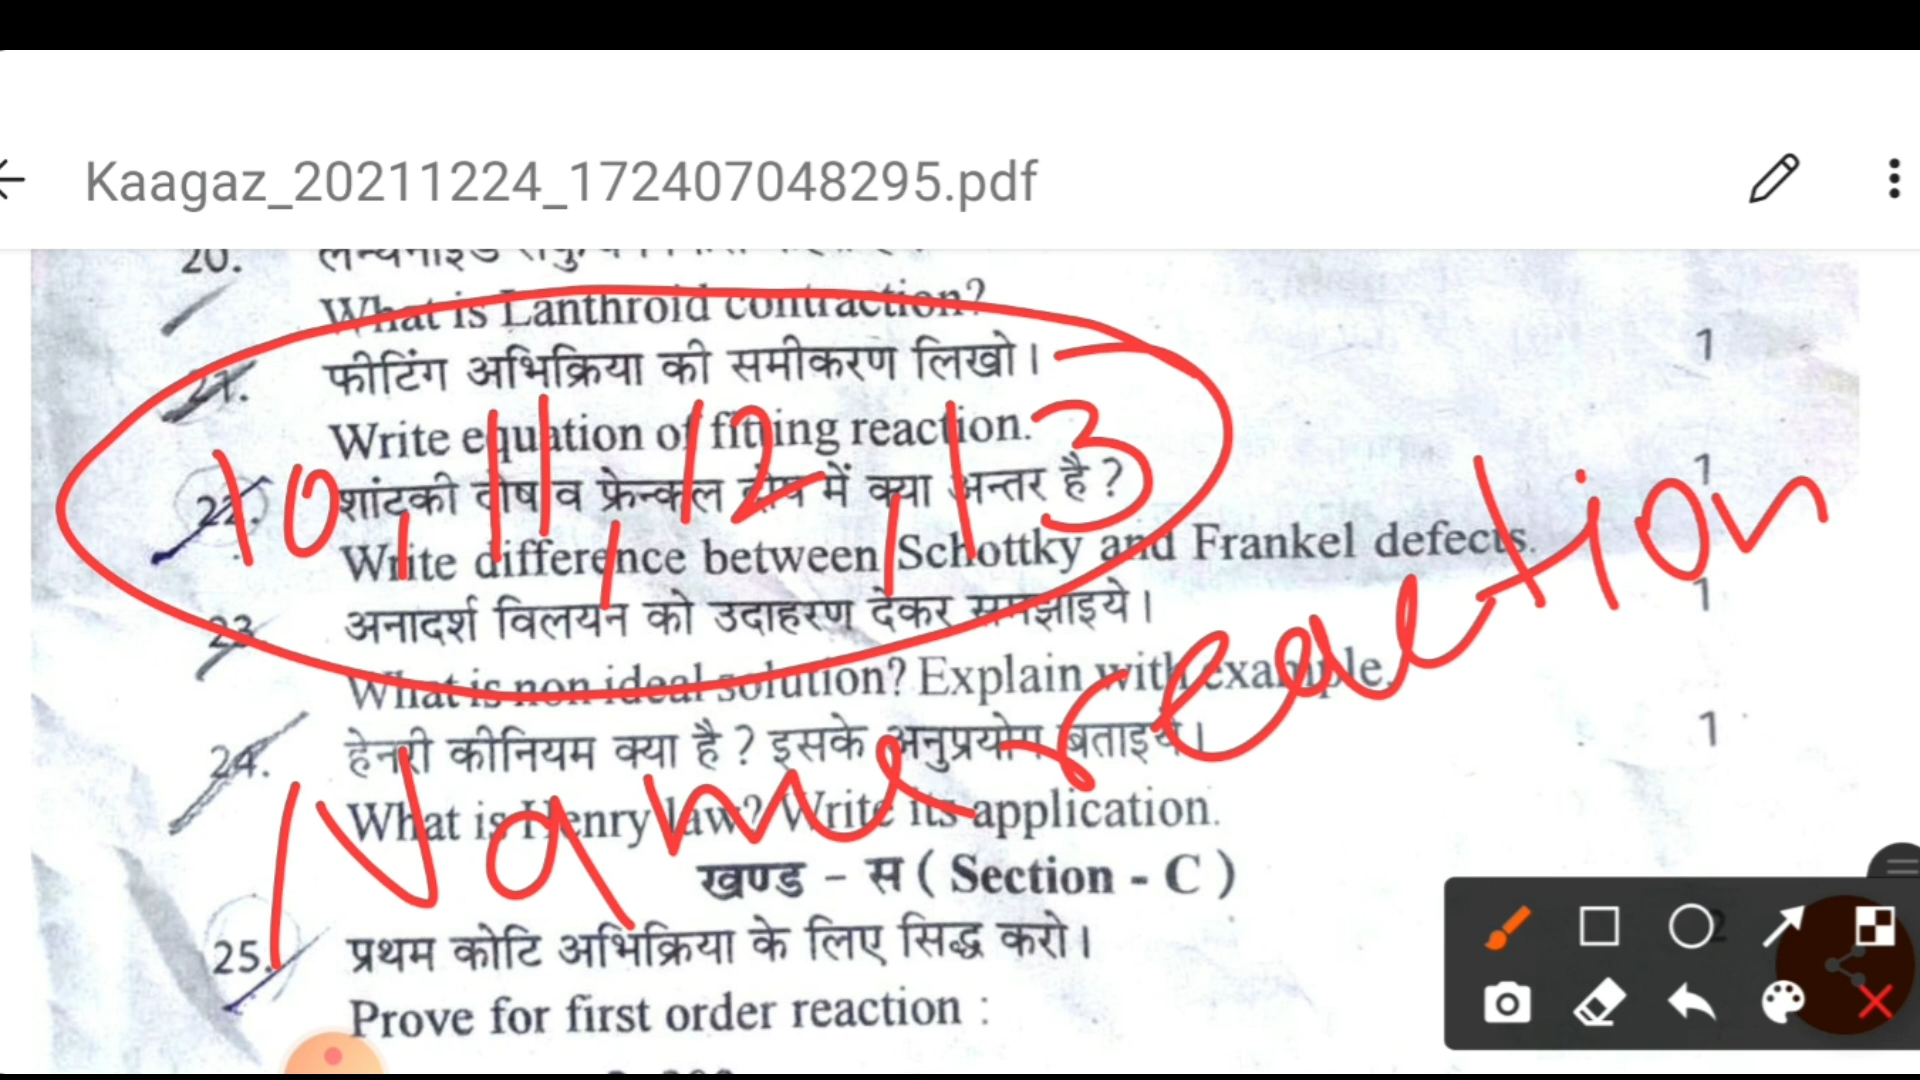 Kaagaz_20211224_172407048295.pdf
20.
What is Lanthroid contraction?
21. फीटिंग अभिक्रिया की समीकरण लिखो। 1
Write equation of fitting reaction.
22. शांटकी दोष व फ्रेन्कल दोष में क्या अन्तर है ? 1
Write difference between Schottky and Frankel defects.
10, 11, 12, 13
23. अनादर्श विलयन को उदाहरण देकर समझाइये। 1
What is non ideal solution? Explain with example.
24. हेनरी कीनियम क्या है ? इसके अनुप्रयोग बताइये। 1
What is Henry law? Write its application.
Name reaction
खण्ड - स ( Section - C )
25. प्रथम कोटि अभिक्रिया के लिए सिद्ध करो। 2
Prove for first order reaction :